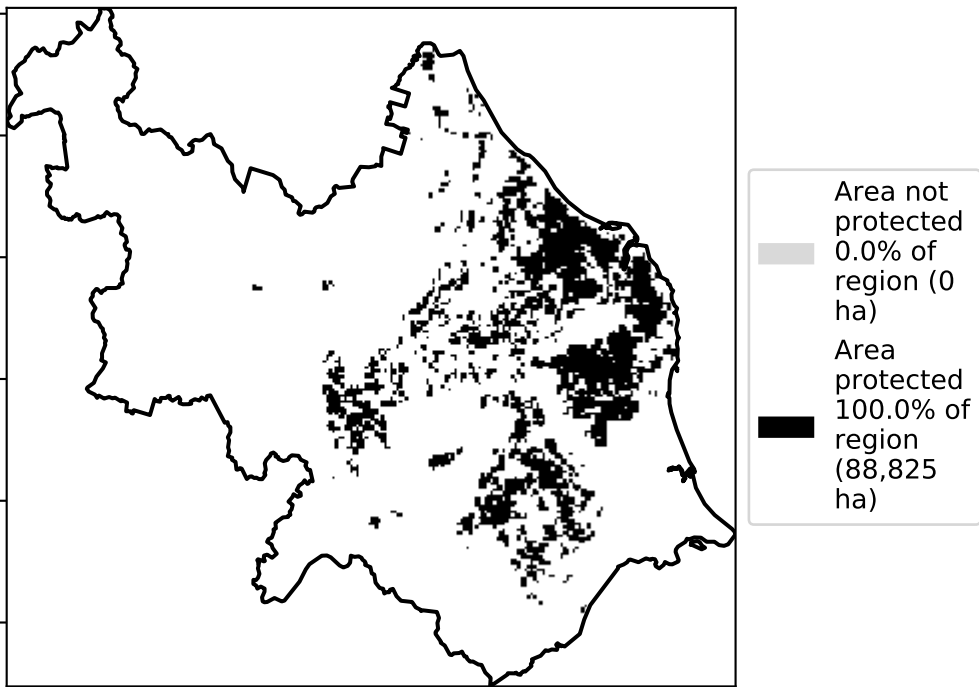 Area not
protected
0.0% of
region (0
ha)
Area
protected
100.0% of
region
(88,825
ha)